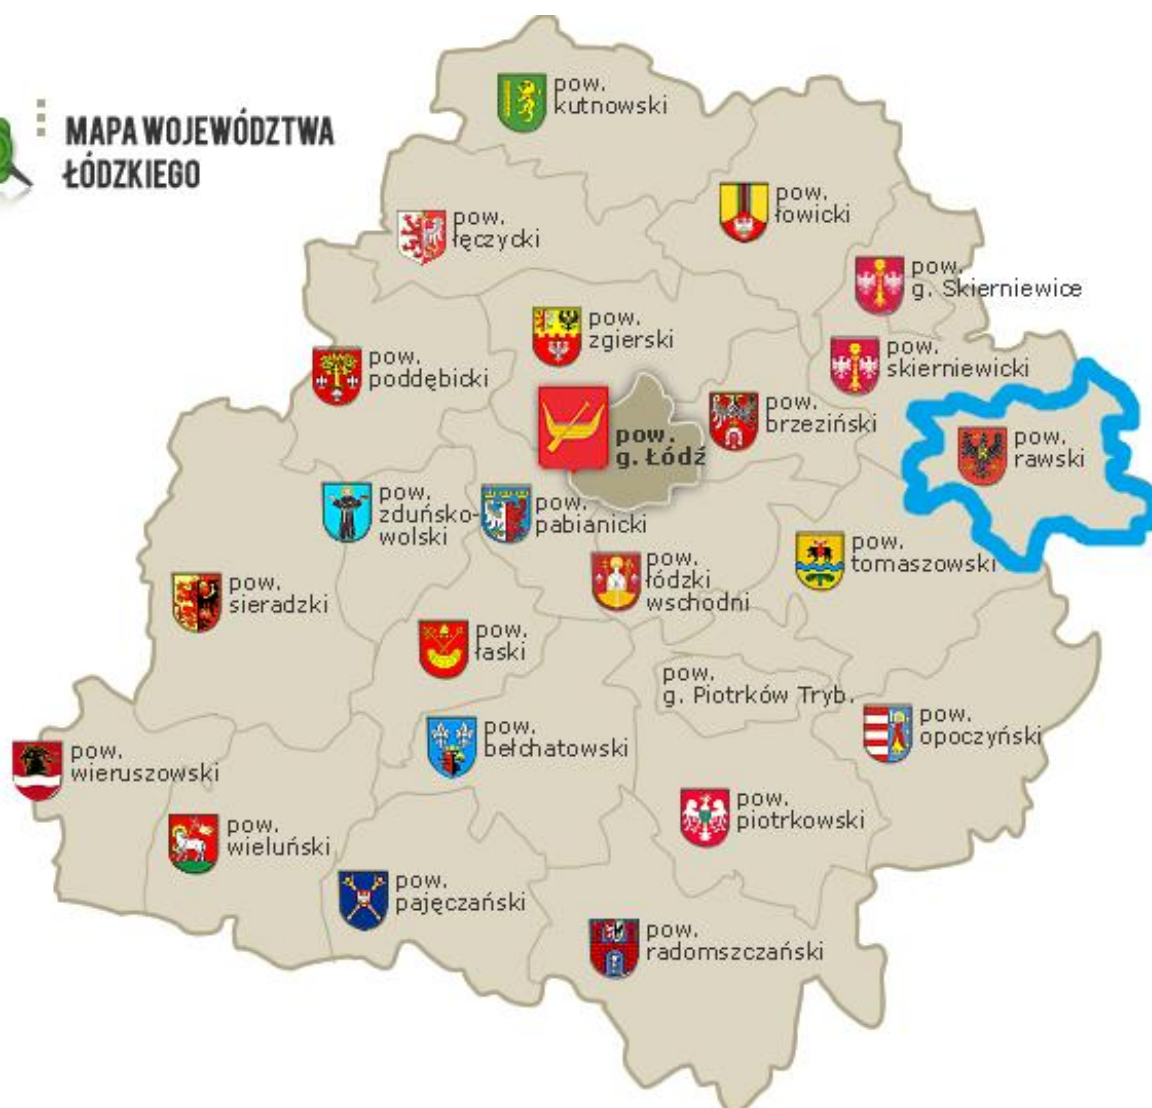 MAPA WOJEWÓDZTWA
ŁÓDZKIEGO
pow.
kutnowski
pow.
łowicki
pow.
łęczycki
pow.
g. Skierniewice
pow.
zgierski
pow.
skierniewicki
pow.
poddębicki
pow.
brzeziński
pow.
g. Łódź
pow.
rawski
pow.
zduńsko-
wolski
pow.
pabianicki
pow.
tomaszowski
pow.
łódzki
wschodni
pow.
sieradzki
pow.
łaski
pow.
g. Piotrków Tryb.
pow.
opoczyński
pow.
bełchatowski
pow.
wieruszowski
pow.
piotrkowski
pow.
wieluński
pow.
pajęczański
pow.
radomszczański